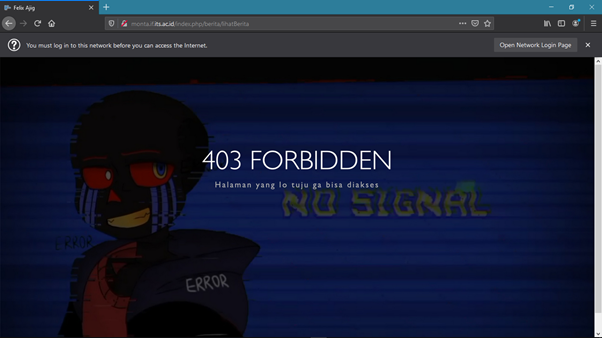 Felix Ajig
monta.if.its.ac.id/index.php/berita/lihatBerita
You must log in to this network before you can access the Internet.
Open Network Login Page
403 FORBIDDEN
Halaman yang lo tuju ga bisa diakses
NO SIGNAL
ERROR
ERROR